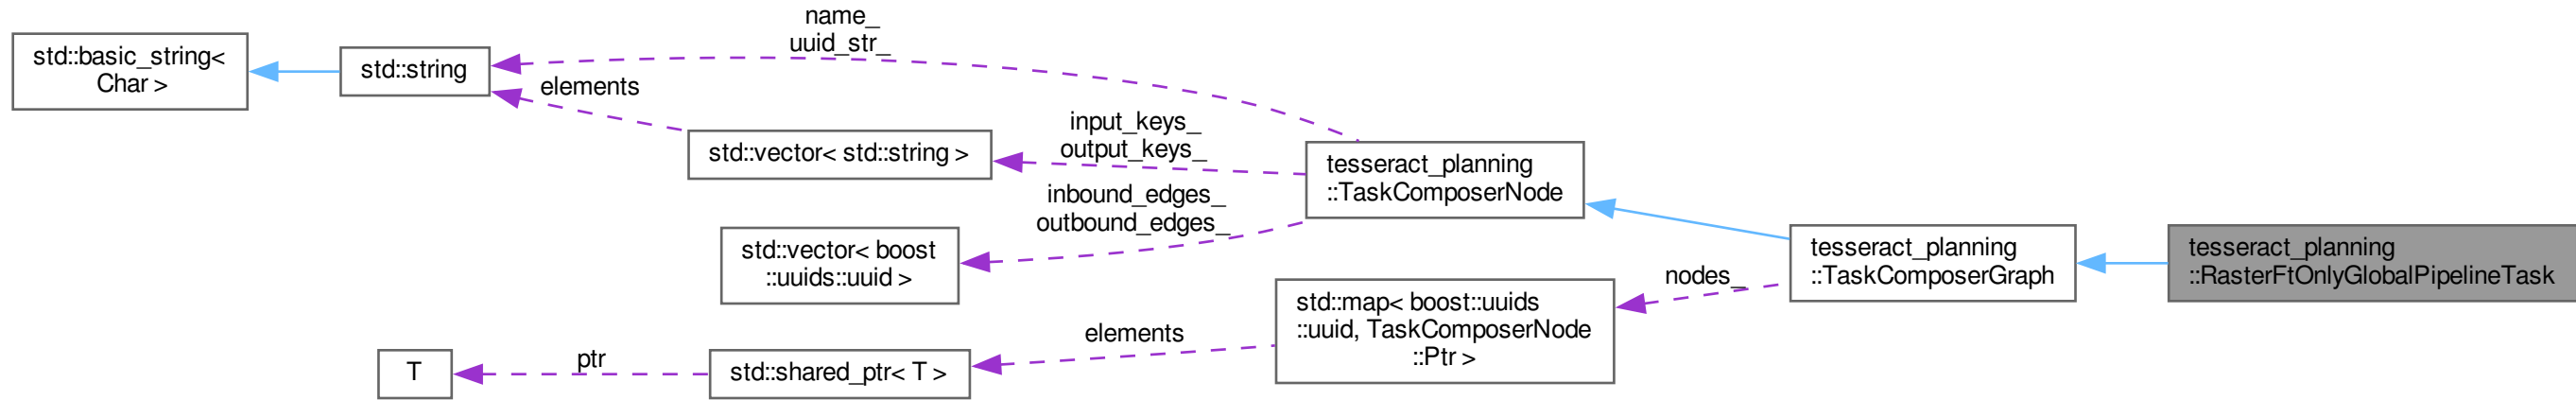 std::basic_string<
Char >
std::string
name_
uuid_str_
elements
std::vector< std::string >
input_keys_
output_keys_
inbound_edges_
outbound_edges_
std::vector< boost
::uuids::uuid >
tesseract_planning
::TaskComposerNode
T
ptr
std::shared_ptr< T >
elements
std::map< boost::uuids
::uuid, TaskComposerNode
::Ptr >
nodes_
tesseract_planning
::TaskComposerGraph
tesseract_planning
::RasterFtOnlyGlobalPipelineTask